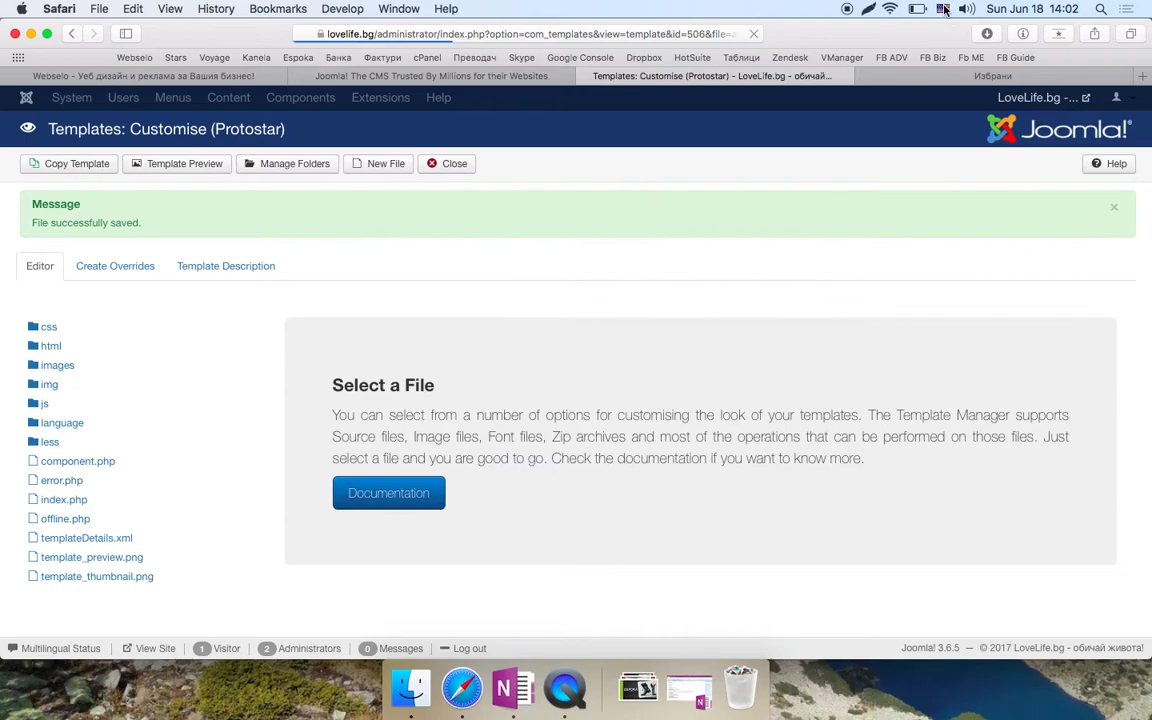 Safari File Edit View History Bookmarks Develop Window Help Sun Jun 18 14:02
lovelife.bg/administrator/index.php?option=com_templates&view=template&id=506&file=
Webselo Stars Voyage Kanela Espoka Банка Фактури cPanel Преводач Skype Google Console Dropbox HotSuite Таблици Zendesk VManager FB ADV FB Biz Fb ME FB Guide
Webselo - Уеб дизайн и реклама за Вашия бизнес! Joomla! The CMS Trusted By Millions for their Websites Templates: Customise (Protostar) - LoveLife.bg - обичай... Избрани
System Users Menus Content Components Extensions Help LoveLife.bg -...
Templates: Customise (Protostar) Joomla!®
Copy Template Template Preview Manage Folders New File Close Help
Message
File successfully saved.
×
Editor Create Overrides Template Description
css
html
images
img
js
language
less
component.php
error.php
index.php
offline.php
templateDetails.xml
template_preview.png
template_thumbnail.png
Select a File
You can select from a number of options for customising the look of your templates. The Template Manager supports
Source files, Image files, Font files, Zip archives and most of the operations that can be performed on those files. Just
select a file and you are good to go. Check the documentation if you want to know more.
Documentation
Multilingual Status View Site 1 Visitor 2 Administrators 0 Messages Log out Joomla! 3.6.5 — © 2017 LoveLife.bg - обичай живота!